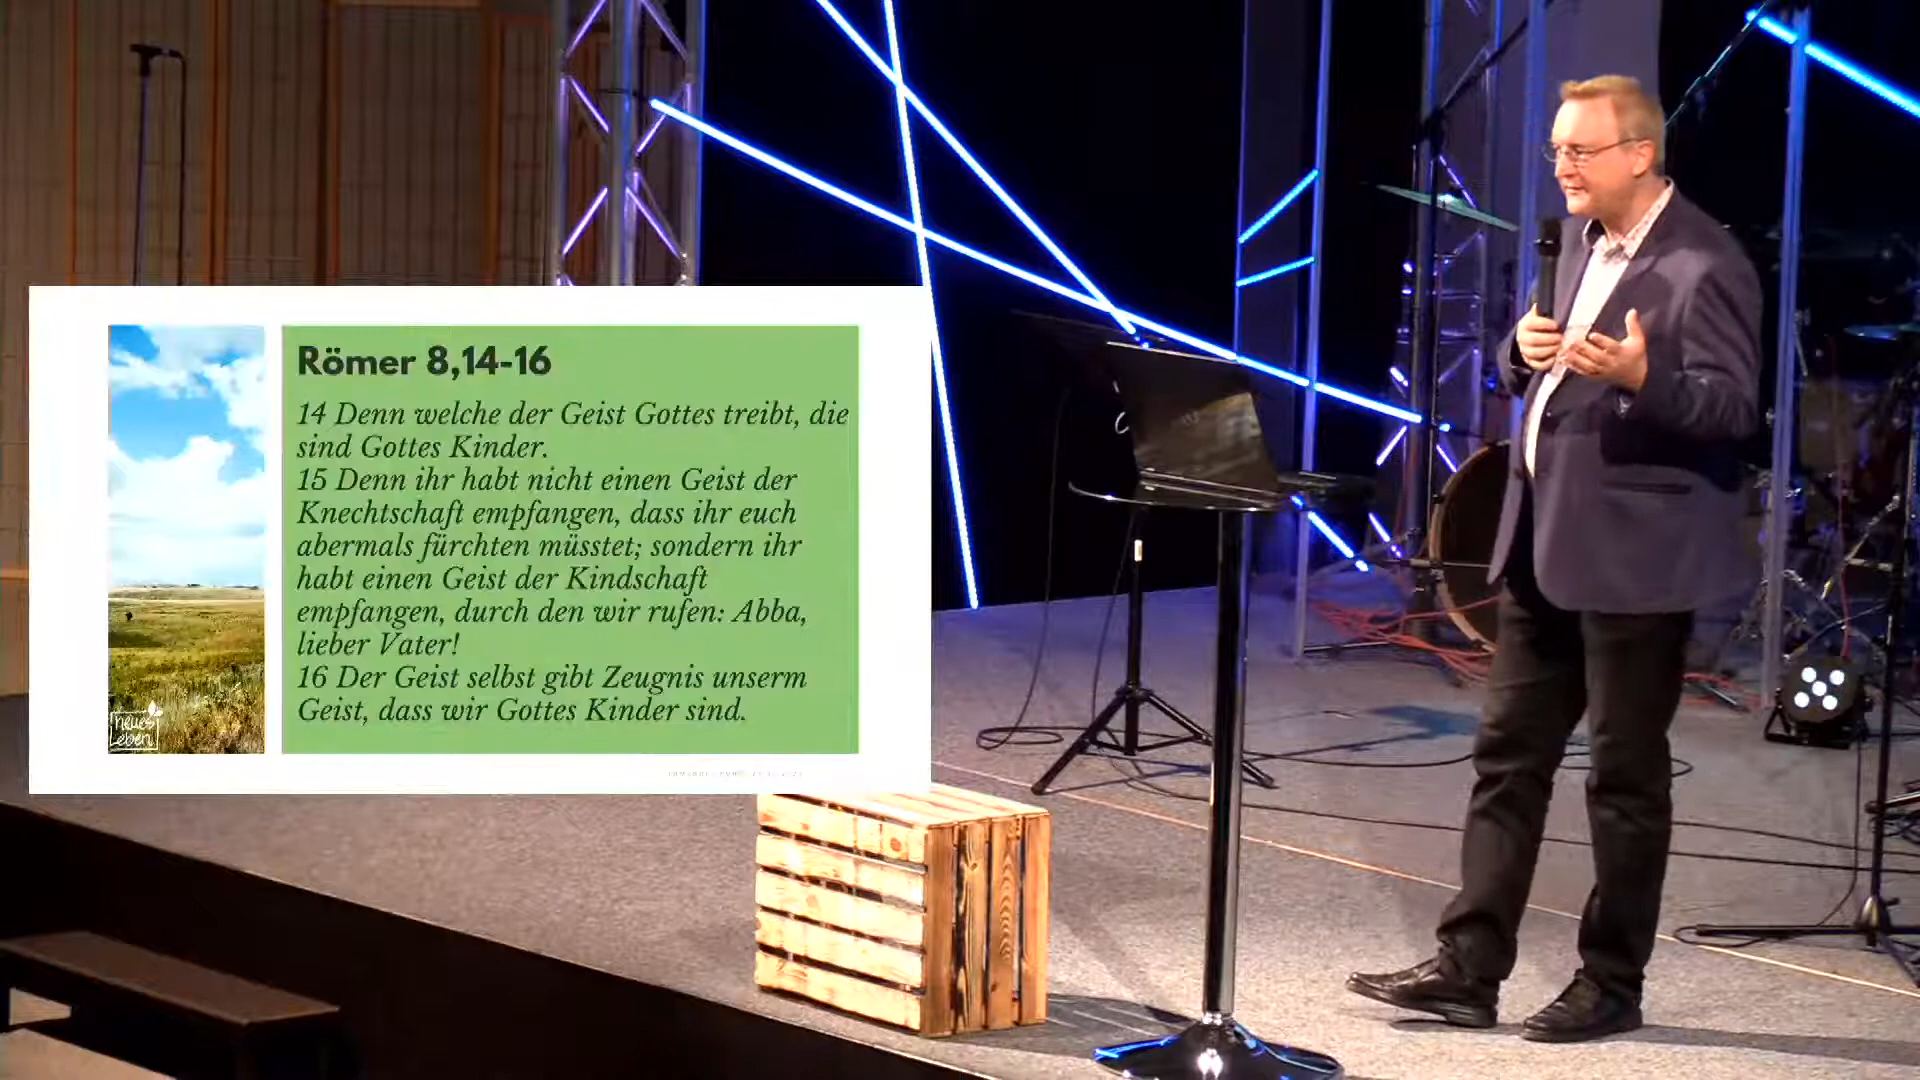 Römer 8,14-16
14 Denn welche der Geist Gottes treibt, die
sind Gottes Kinder.
15 Denn ihr habt nicht einen Geist der
Knechtschaft empfangen, dass ihr euch
abermals fürchten müsstet; sondern ihr
habt einen Geist der Kindschaft
empfangen, durch den wir rufen: Abba,
lieber Vater!
16 Der Geist selbst gibt Zeugnis unserm
Geist, dass wir Gottes Kinder sind.
neues
Leben